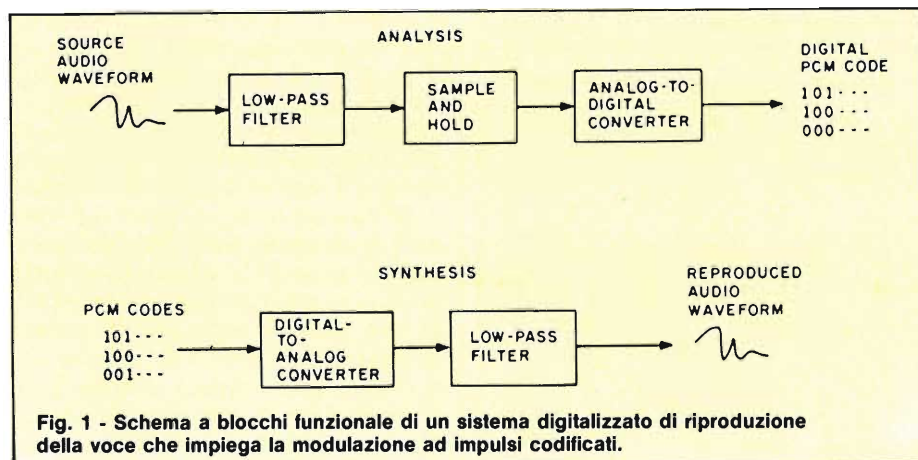 ANALYSIS
SOURCE
AUDIO
WAVEFORM
LOW-PASS
FILTER
SAMPLE
AND
HOLD
ANALOG-TO-
DIGITAL
CONVERTER
DIGITAL
PCM CODE
101---
100---
000---
SYNTHESIS
PCM CODES
101---
100---
001---
DIGITAL-
TO-
ANALOG
CONVERTER
LOW-PASS
FILTER
REPRODUCED
AUDIO
WAVEFORM
Fig. 1 - Schema a blocchi funzionale di un sistema digitalizzato di riproduzione
della voce che impiega la modulazione ad impulsi codificati.